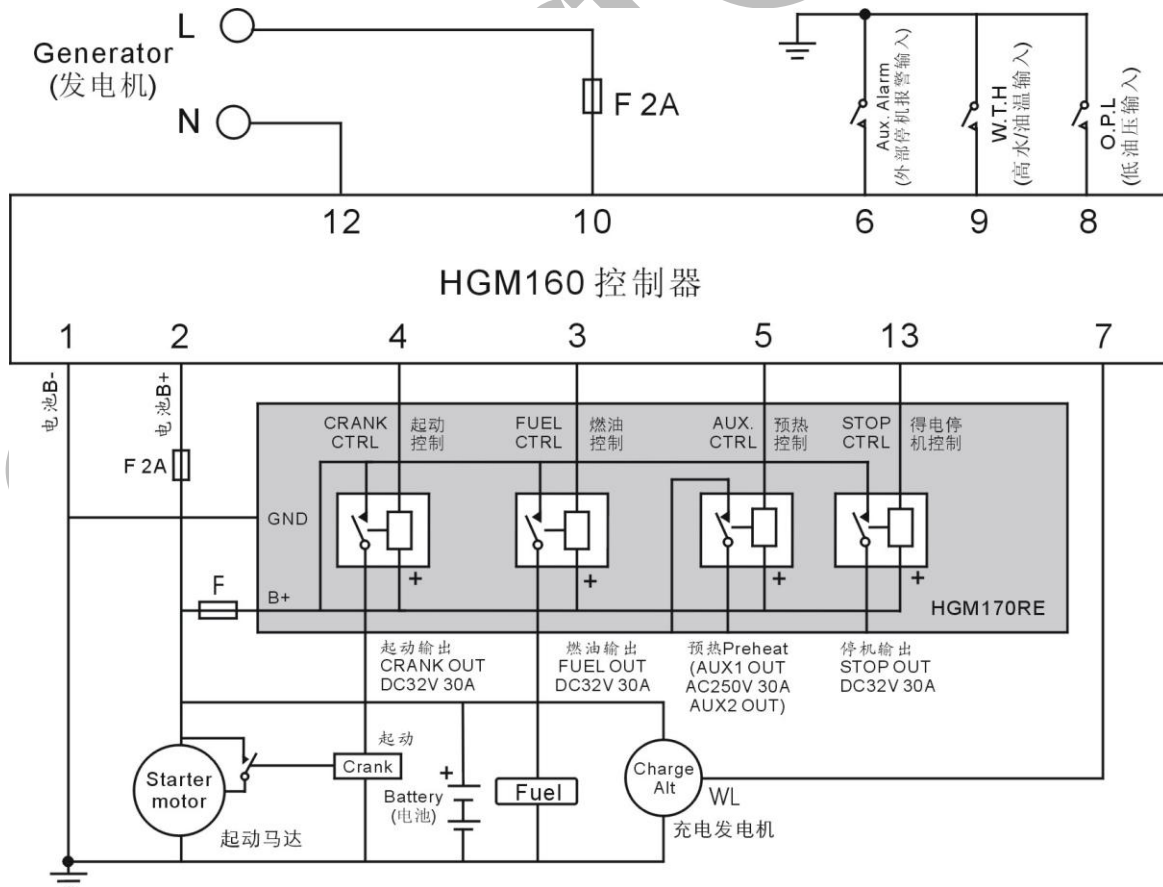 L
Generator
(发电机)
N
F 2A
Aux. Alarm
(外部停机报警输入)
W.T.H
(高水/油温输入)
O.P.L
(低油压输入)
12
10
6
9
8
HGM160 控制器
1
2
4
3
5
13
7
电池B-
电池B+
F 2A
CRANK
CTRL
起动
控制
FUEL
CTRL
燃油
控制
AUX.
CTRL
预热
控制
STOP
CTRL
得电停
机控制
GND
F
B+
+
+
+
+
HGM170RE
起动输出
CRANK OUT
DC32V 30A
燃油输出
FUEL OUT
DC32V 30A
预热Preheat
(AUX1 OUT
AC250V 30A
AUX2 OUT)
停机输出
STOP OUT
DC32V 30A
Starter
motor
起动马达
起动
Crank
+
Battery
(电池)
Fuel
Charge
Alt
WL
充电发电机